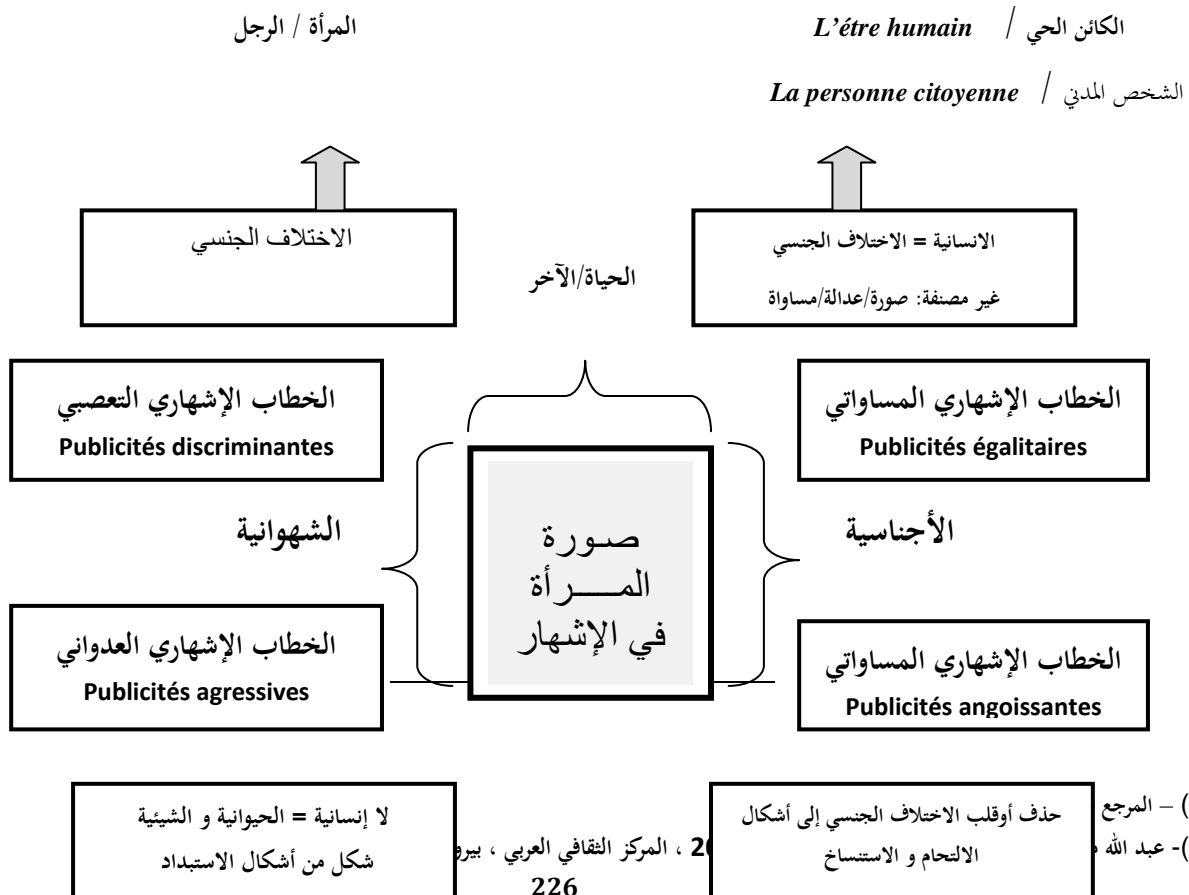 الكائن الحي / L'étre humain
المرأة / الرجل
الشخص المدني / La personne citoyenne
الانسانية = الاختلاف الجنسي
غير مصنفة: صورة/عدالة/مساواة
الاختلاف الجنسي
الحياة/الآخر
الخطاب الإشهاري المساواتي
Publicités égalitaires
الخطاب الإشهاري التعصبي
Publicités discriminantes
الأجناسية
صورة
المرأة
في الإشهار
الشهوانية
الخطاب الإشهاري المساواتي
Publicités angoissantes
الخطاب الإشهاري العدواني
Publicités agressives
حذف أوقلب الاختلاف الجنسي إلى أشكال
الالتحام و الاستنساخ
لا إنسانية = الحيوانية و الشيئية
شكل من أشكال الاستبداد
) – المرجع
)- عبد الله
، المركز الثقافي العربي ،
226